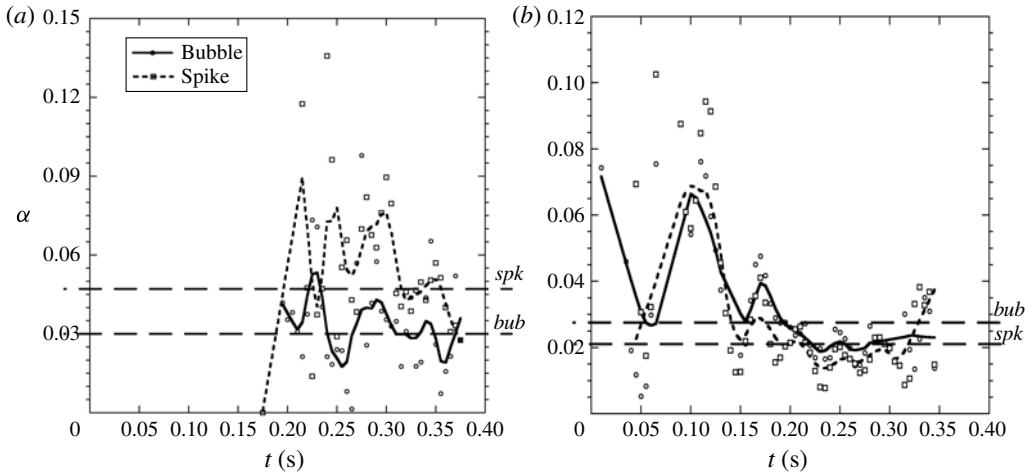 (a)
0.15
0.12
0.09
0.06
0.03
α
Bubble
Spike
spk
bub
0 0.10 0.15 0.20 0.25 0.30 0.35 0.40
t (s)
(b)
0.12
0.10
0.08
0.06
0.04
0.02
bub
spk
0 0.05 0.10 0.15 0.20 0.25 0.30 0.35 0.40
t (s)